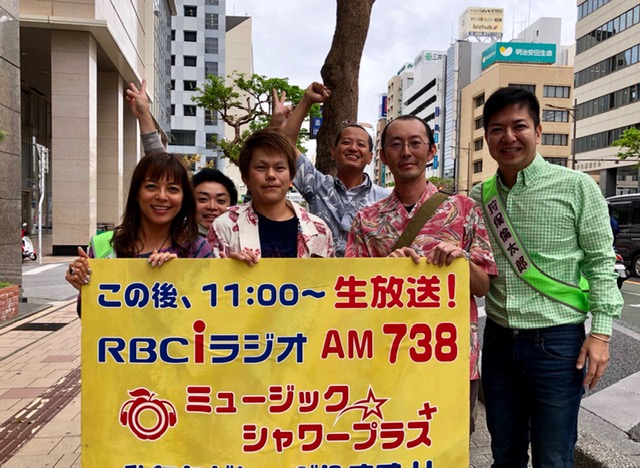 この後、11:00〜 生放送!
RBCiラジオ AM 738
ミュージック
シャワープラス+
明治安田生命
bizhub